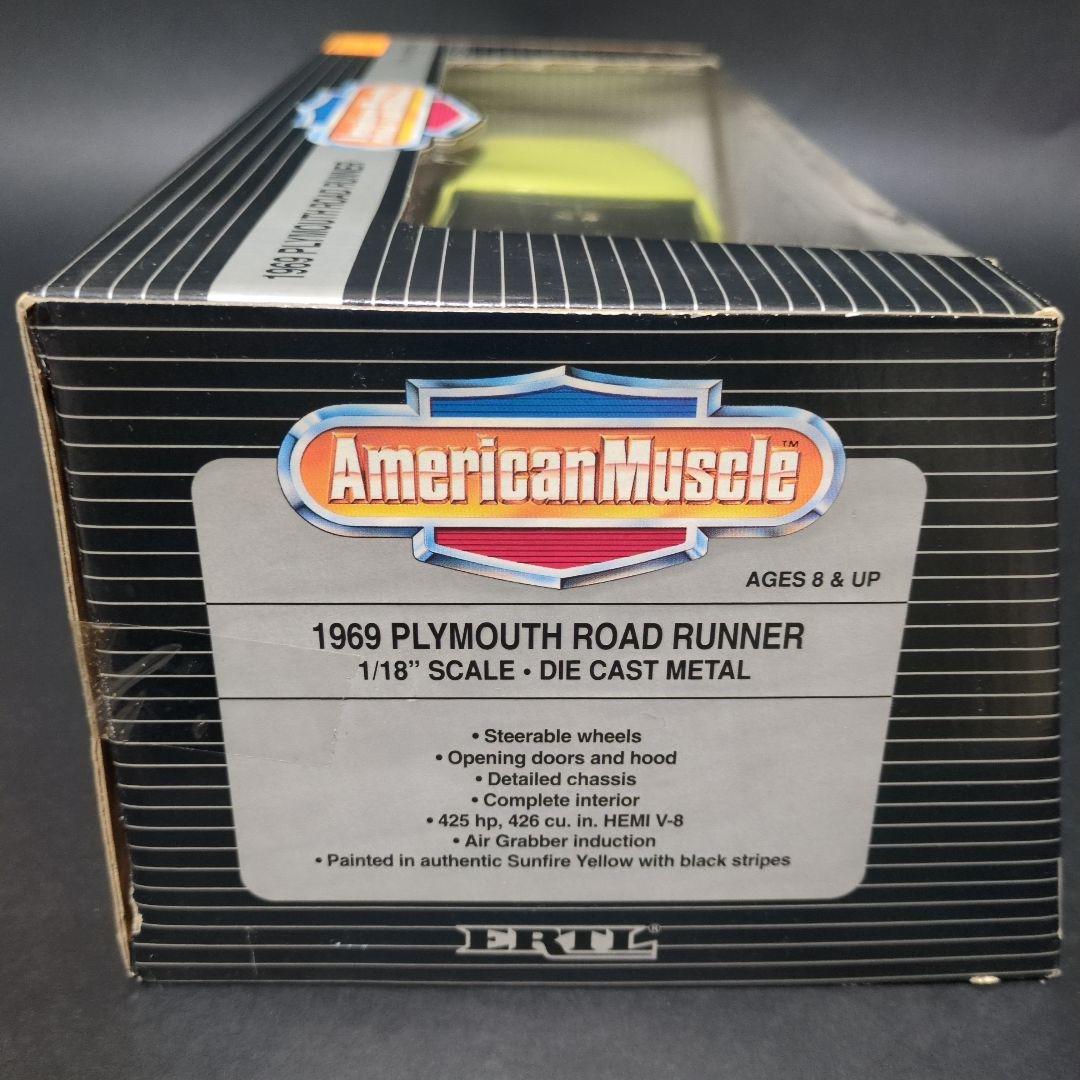 1969 PLYMOUTH ROAD RUNNER
AmericanMuscle™
AGES 8 & UP
1969 PLYMOUTH ROAD RUNNER
1/18” SCALE • DIE CAST METAL
• Steerable wheels
• Opening doors and hood
• Detailed chassis
• Complete interior
• 425 hp, 426 cu. in. HEMI V-8
• Air Grabber induction
• Painted in authentic Sunfire Yellow with black stripes
ERTL®